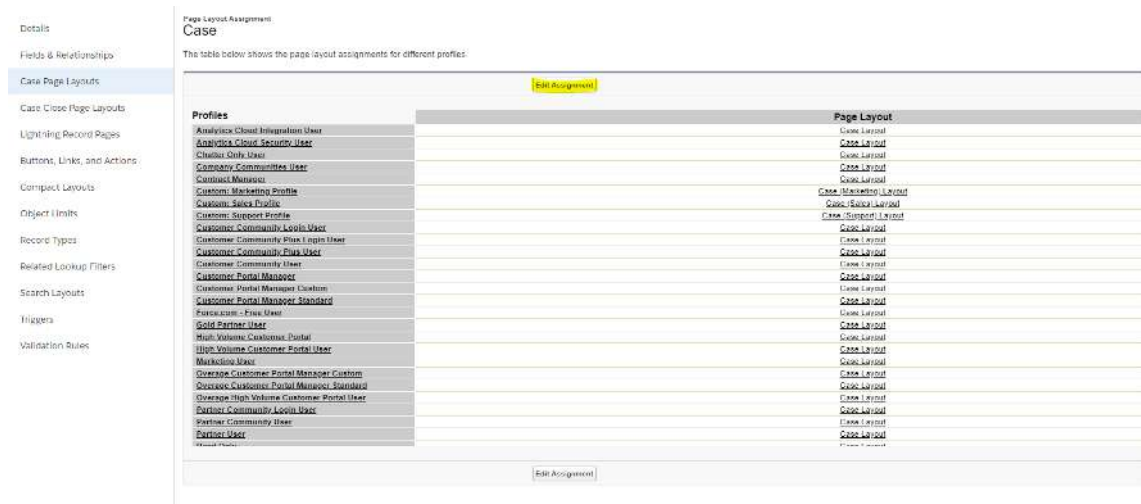 Details
Fields & Relationships
Case Page Layouts
Case Close Page Layouts
Lightning Record Pages
Buttons, Links, and Actions
Compact Layouts
Object Limits
Record Types
Related Lookup Filters
Search Layouts
Triggers
Validation Rules
Page Layout Assignment
Case
The table below shows the page layout assignments for different profiles.
Edit Assignment
Profiles Page Layout
Analytics Cloud Integration User Case Layout
Analytics Cloud Security User Case Layout
Chatter Only User Case Layout
Company Communities User Case Layout
Contract Manager Case Layout
Custom: Marketing Profile Case (Marketing) Layout
Custom: Sales Profile Case (Sales) Layout
Custom: Support Profile Case (Support) Layout
Customer Community Login User Case Layout
Customer Community Plus Login User Case Layout
Customer Community Plus User Case Layout
Customer Community User Case Layout
Customer Portal Manager Case Layout
Customer Portal Manager Custom Case Layout
Customer Portal Manager Standard Case Layout
Force.com - Free User Case Layout
Gold Partner User Case Layout
High Volume Customer Portal Case Layout
High Volume Customer Portal User Case Layout
Marketing User Case Layout
Overage Customer Portal Manager Custom Case Layout
Overage Customer Portal Manager Standard Case Layout
Overage High Volume Customer Portal User Case Layout
Partner Community Login User Case Layout
Partner Community User Case Layout
Partner User Case Layout
Edit Assignment